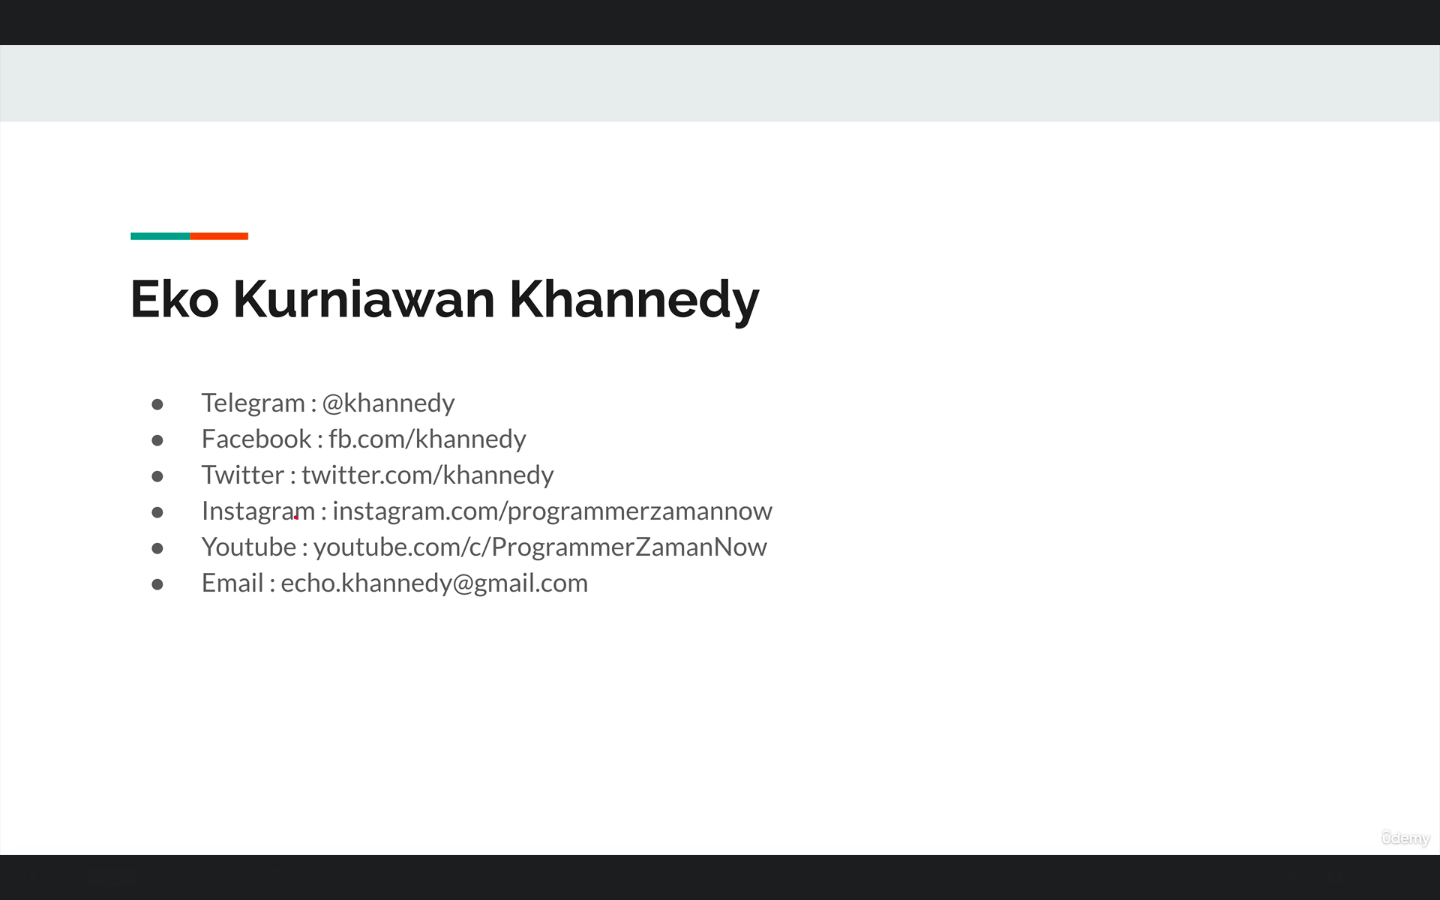 Eko Kurniawan Khannedy
● Telegram : @khannedy
● Facebook : fb.com/khannedy
● Twitter : twitter.com/khannedy
● Instagram : instagram.com/programmerzamannow
● Youtube : youtube.com/c/ProgrammerZamanNow
● Email : echo.khannedy@gmail.com
ûdemy